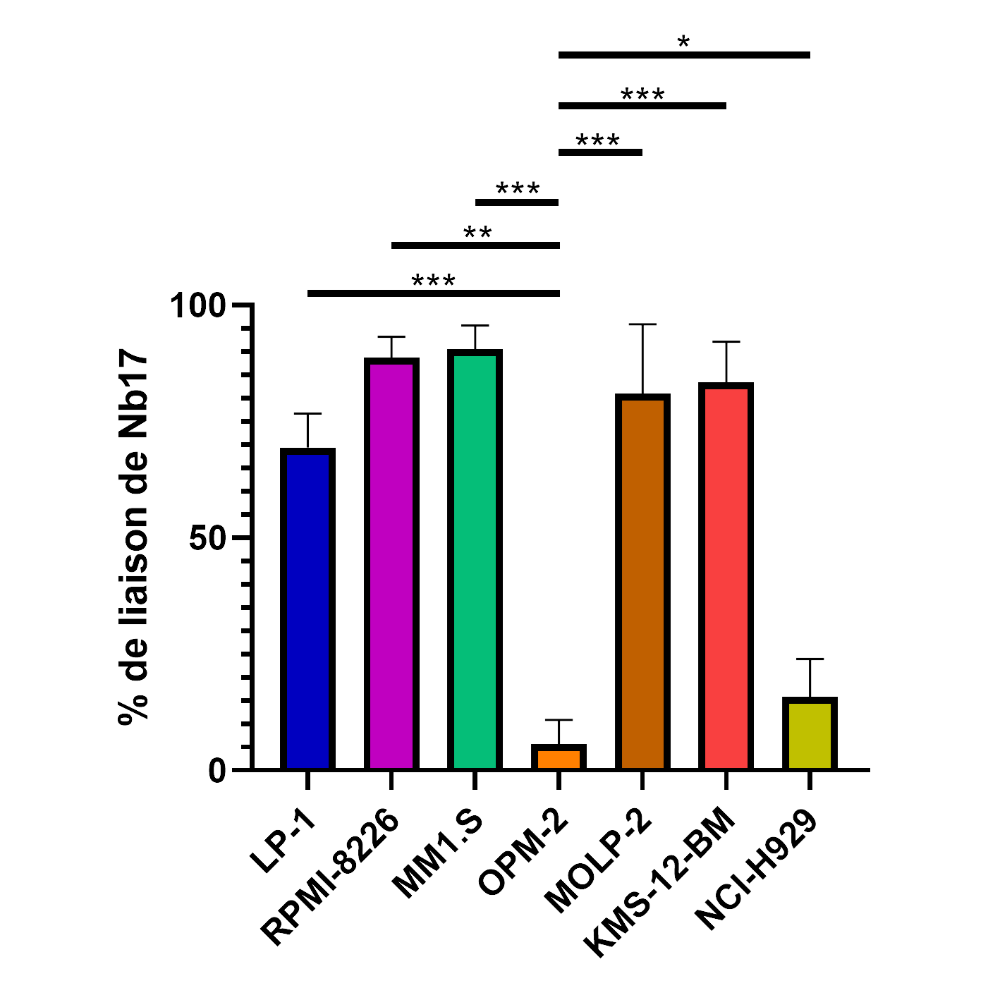 *
***
***
***
**
***
100
50
0
% de liaison de Nb17
LP-1
RPMI-8226
MM1.S
OPM-2
MOLP-2
KMS-12-BM
NCI-H929